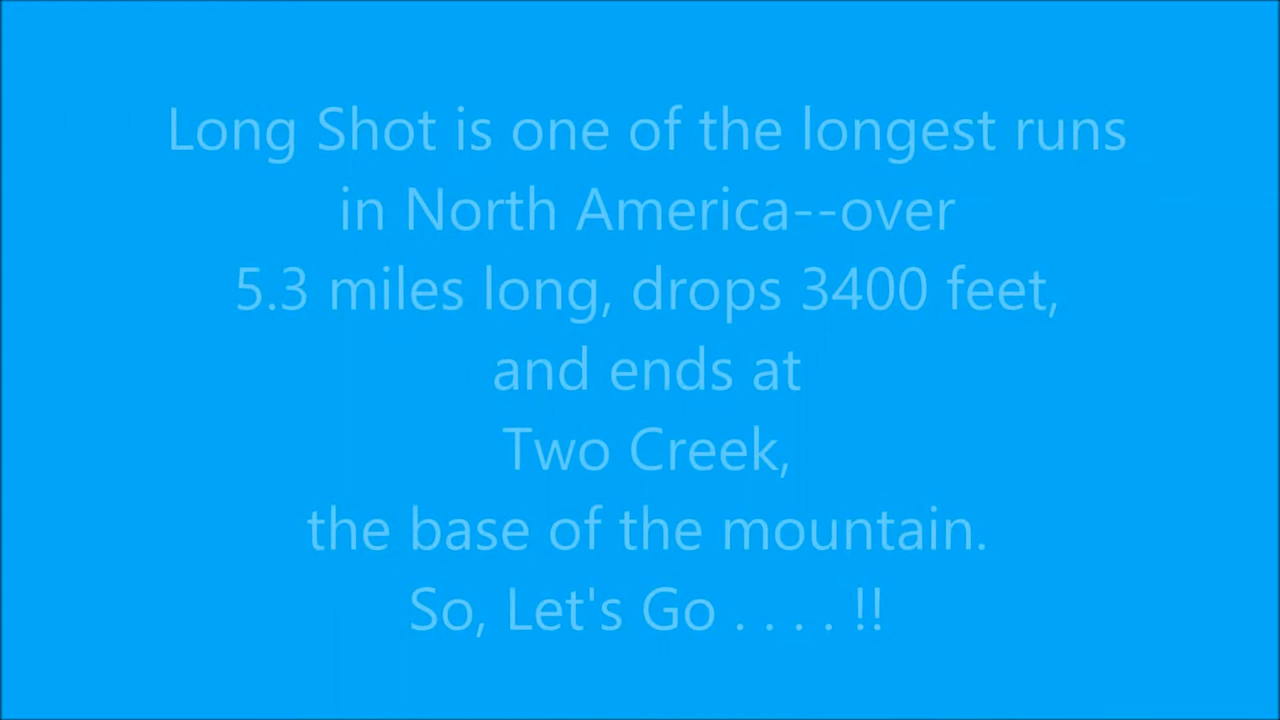 Long Shot is one of the longest runs
in North America--over
5.3 miles long, drops 3400 feet,
and ends at
Two Creek,
the base of the mountain.
So, Let's Go . . . . !!